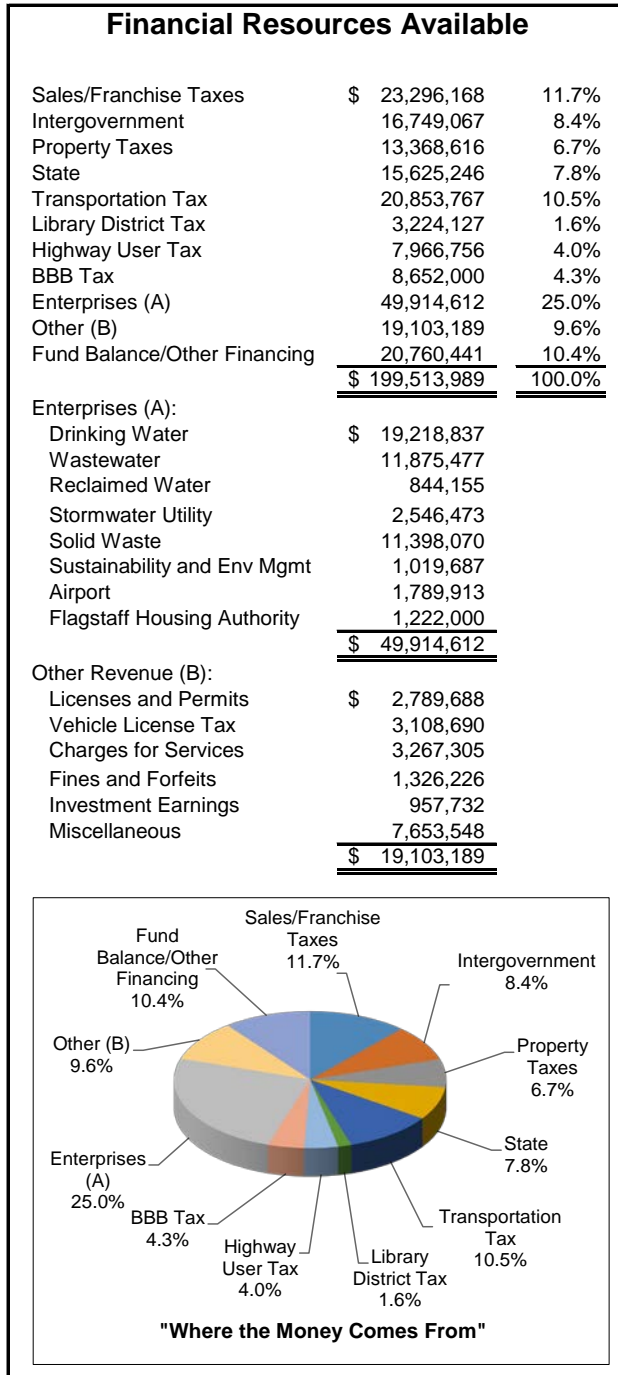 Financial Resources Available
Sales/Franchise Taxes $ 23,296,168 11.7%
Intergovernment 16,749,067 8.4%
Property Taxes 13,368,616 6.7%
State 15,625,246 7.8%
Transportation Tax 20,853,767 10.5%
Library District Tax 3,224,127 1.6%
Highway User Tax 7,966,756 4.0%
BBB Tax 8,652,000 4.3%
Enterprises (A) 49,914,612 25.0%
Other (B) 19,103,189 9.6%
Fund Balance/Other Financing 20,760,441 10.4%
$ 199,513,989 100.0%
Enterprises (A):
Drinking Water $ 19,218,837
Wastewater 11,875,477
Reclaimed Water 844,155
Stormwater Utility 2,546,473
Solid Waste 11,398,070
Sustainability and Env Mgmt 1,019,687
Airport 1,789,913
Flagstaff Housing Authority 1,222,000
$ 49,914,612
Other Revenue (B):
Licenses and Permits $ 2,789,688
Vehicle License Tax 3,108,690
Charges for Services 3,267,305
Fines and Forfeits 1,326,226
Investment Earnings 957,732
Miscellaneous 7,653,548
$ 19,103,189
Fund
Balance/Other
Financing
10.4%
Sales/Franchise
Taxes
11.7%
Intergovernment
8.4%
Other (B)
9.6%
Property
Taxes
6.7%
State
7.8%
Enterprises
(A)
25.0%
BBB Tax
4.3%
Highway
User Tax
4.0%
Library
District Tax
1.6%
Transportation
Tax
10.5%
"Where the Money Comes From"